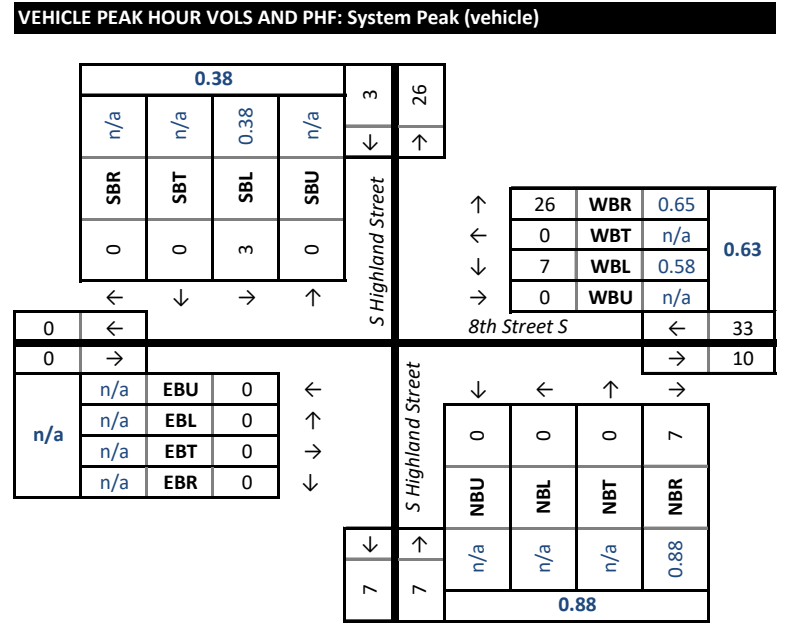 VEHICLE PEAK HOUR VOLS AND PHF: System Peak (vehicle)
0.38
n/a n/a 0.38 n/a
SBR SBT SBL SBU
0 0 3 0
← ↓ → ↑
3 26
↓ ↑
S Highland Street
↑ 26 WBR 0.65
← 0 WBT n/a
↓ 7 WBL 0.58
→ 0 WBU n/a
0.63
0 ←
8th Street S
← 33
0 →
→ 10
n/a
n/a EBU 0 ←
n/a EBL 0 ↑
n/a EBT 0 →
n/a EBR 0 ↓
S Highland Street
↓ ← ↑ →
0 0 0 7
NBU NBL NBT NBR
n/a n/a n/a 0.88
0.88
↓ ↑
7 7